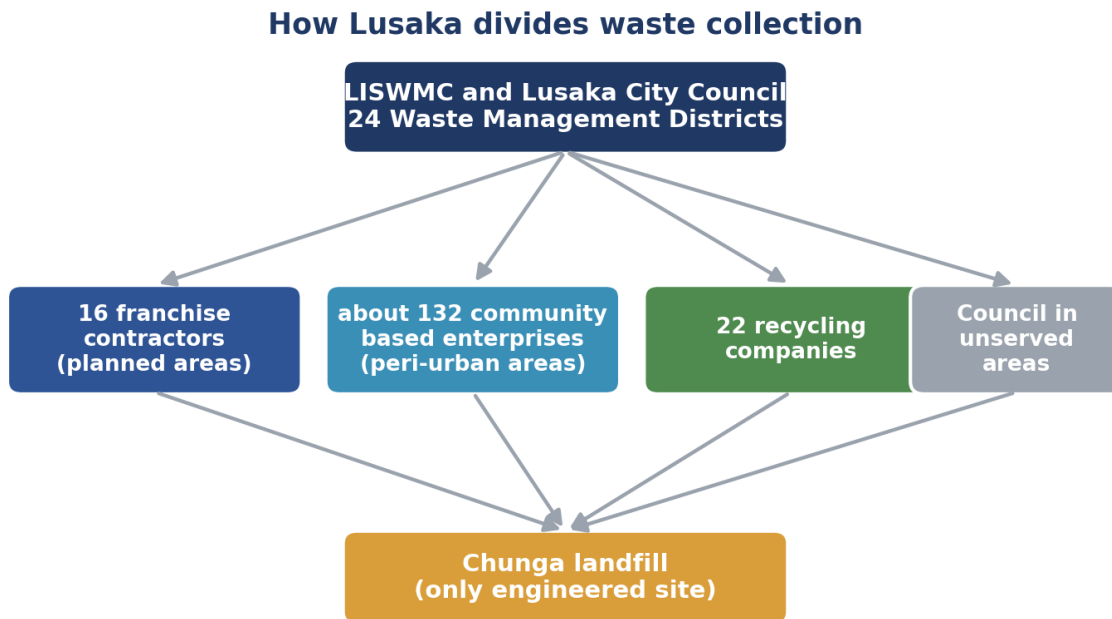 How Lusaka divides waste collection
LISWMC and Lusaka City Council
24 Waste Management Districts
16 franchise
contractors
(planned areas)
about 132 community
based enterprises
(peri-urban areas)
22 recycling
companies
Council in
unserved
areas
Chunga landfill
(only engineered site)